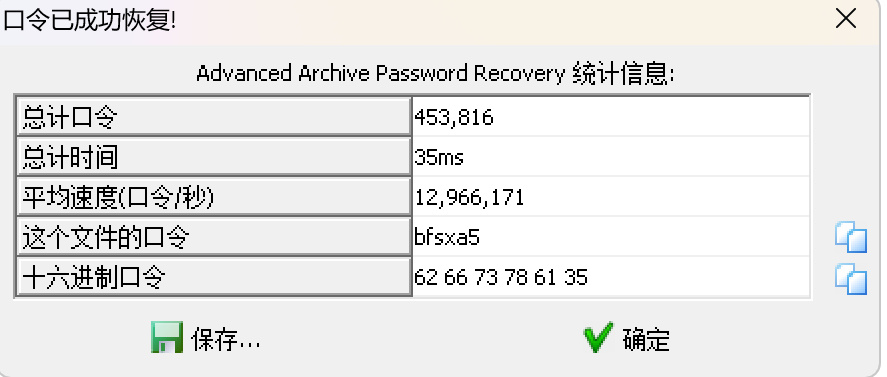 口令已成功恢复!
Advanced Archive Password Recovery 统计信息:
总计口令 453,816
总计时间 35ms
平均速度(口令/秒) 12,966,171
这个文件的口令 bfsxa5
十六进制口令 62 66 73 78 61 35
保存... 确定